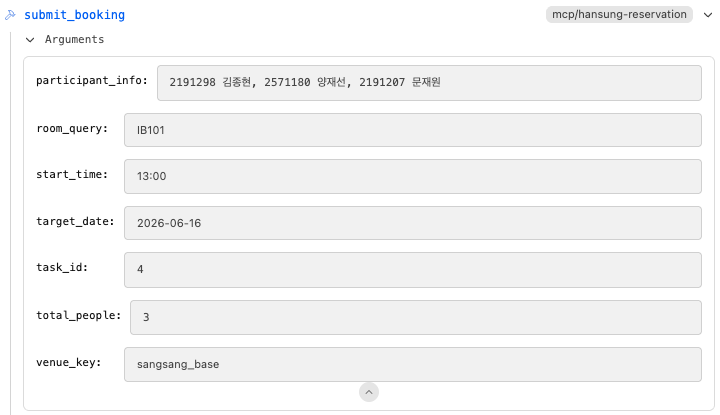 submit_booking
mcp/hansung-reservation
Arguments
participant_info: 2191298 김종현, 2571180 양재선, 2191207 문재원
room_query: IB101
start_time: 13:00
target_date: 2026-06-16
task_id: 4
total_people: 3
venue_key: sangsang_base